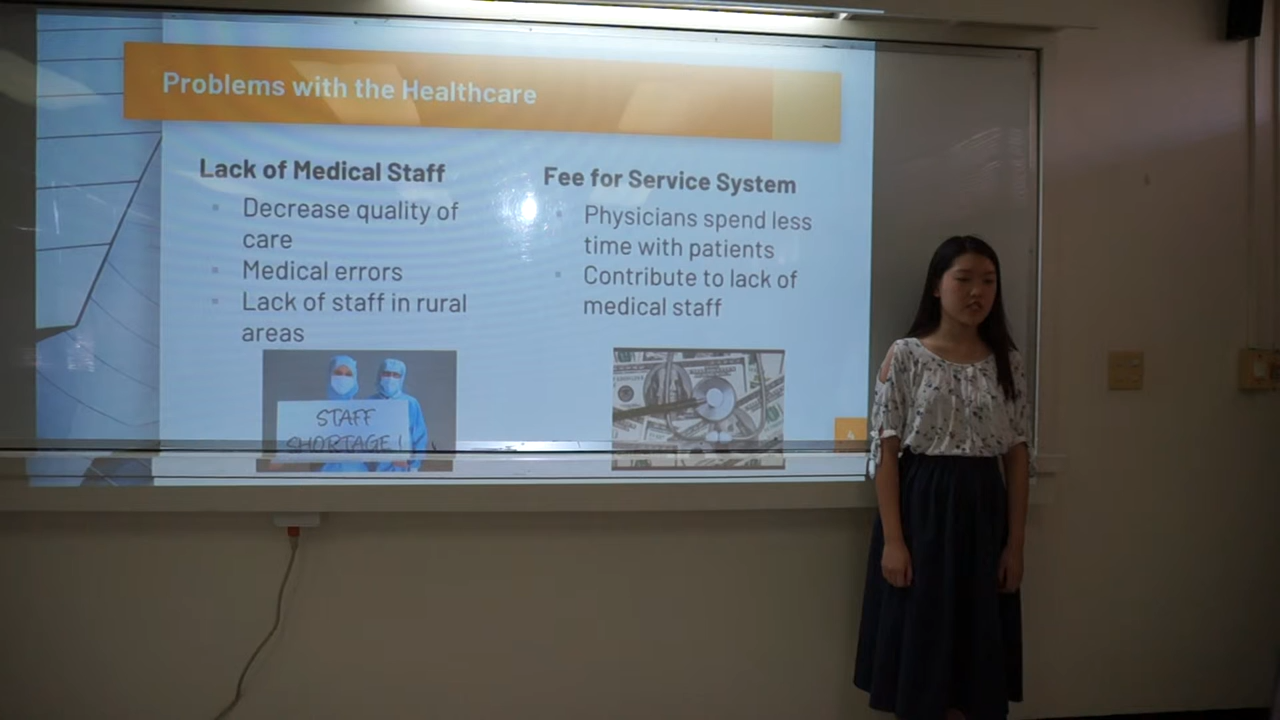 Problems with the Healthcare
Lack of Medical Staff
Decrease quality of
care
Medical errors
Lack of staff in rural
areas
STAFF
SHORTAGE !
Fee for Service System
Physicians spend less
time with patients
Contribute to lack of
medical staff
4